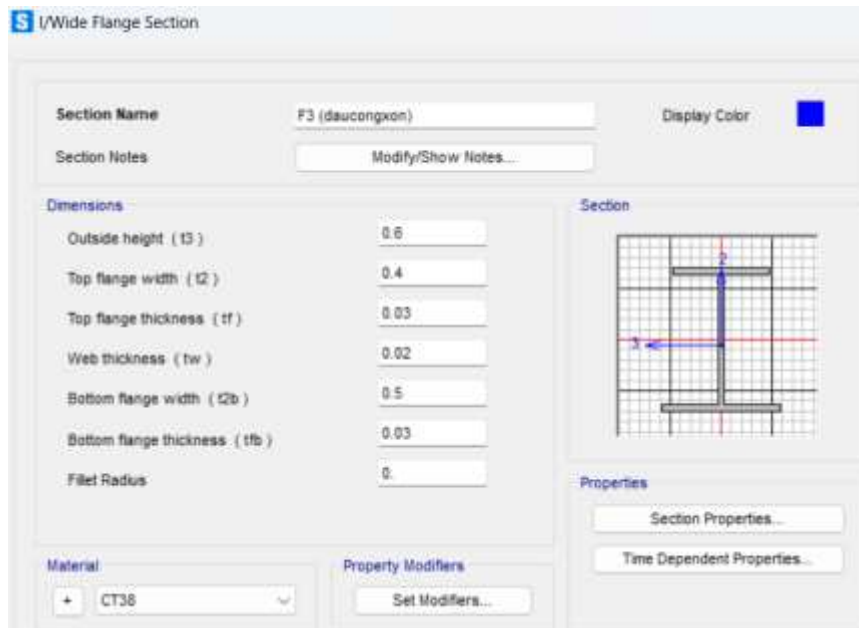 S I/Wide Flange Section
Section Name F3 (daucongxon) Display Color
Section Notes Modify/Show Notes...
Dimensions Section
Outside height ( t3 ) 0.6
Top flange width ( t2 ) 0.4
Top flange thickness ( tf ) 0.03
Web thickness ( tw ) 0.02
Bottom flange width ( t2b ) 0.5
Bottom flange thickness ( tfb ) 0.03
Fillet Radius 0.
2
3
Properties
Section Properties...
Time Dependent Properties...
Material Property Modifiers
+ CT38 Set Modifiers...